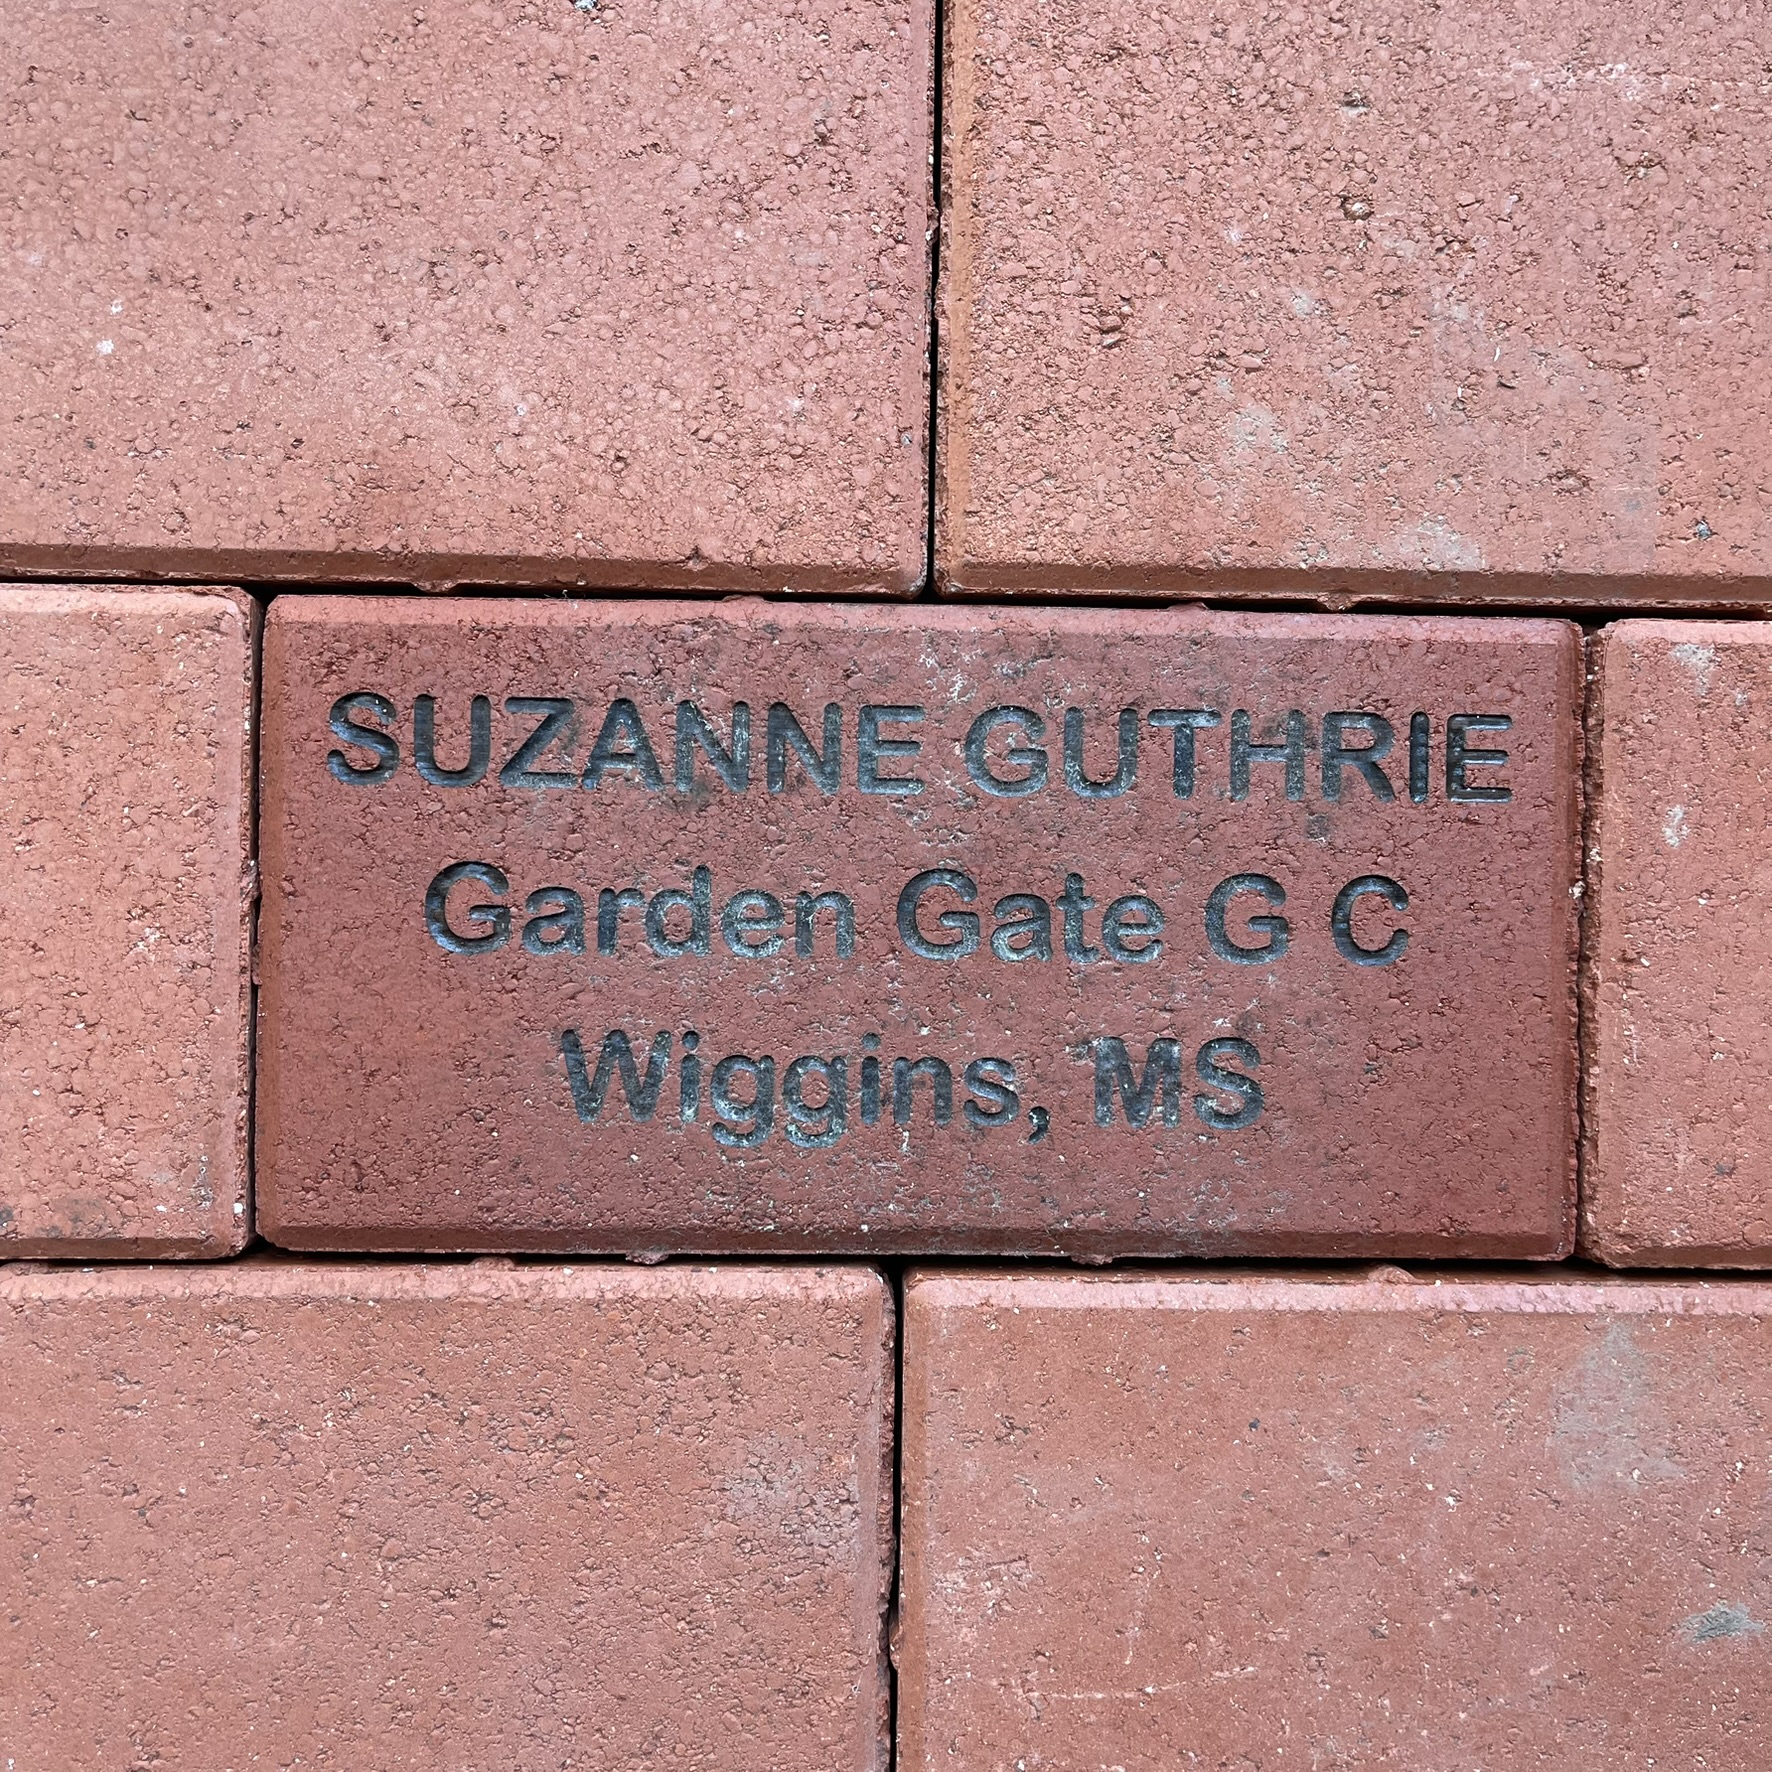 SUZANNE GUTHRIE
Garden Gate G C
Wiggins, MS